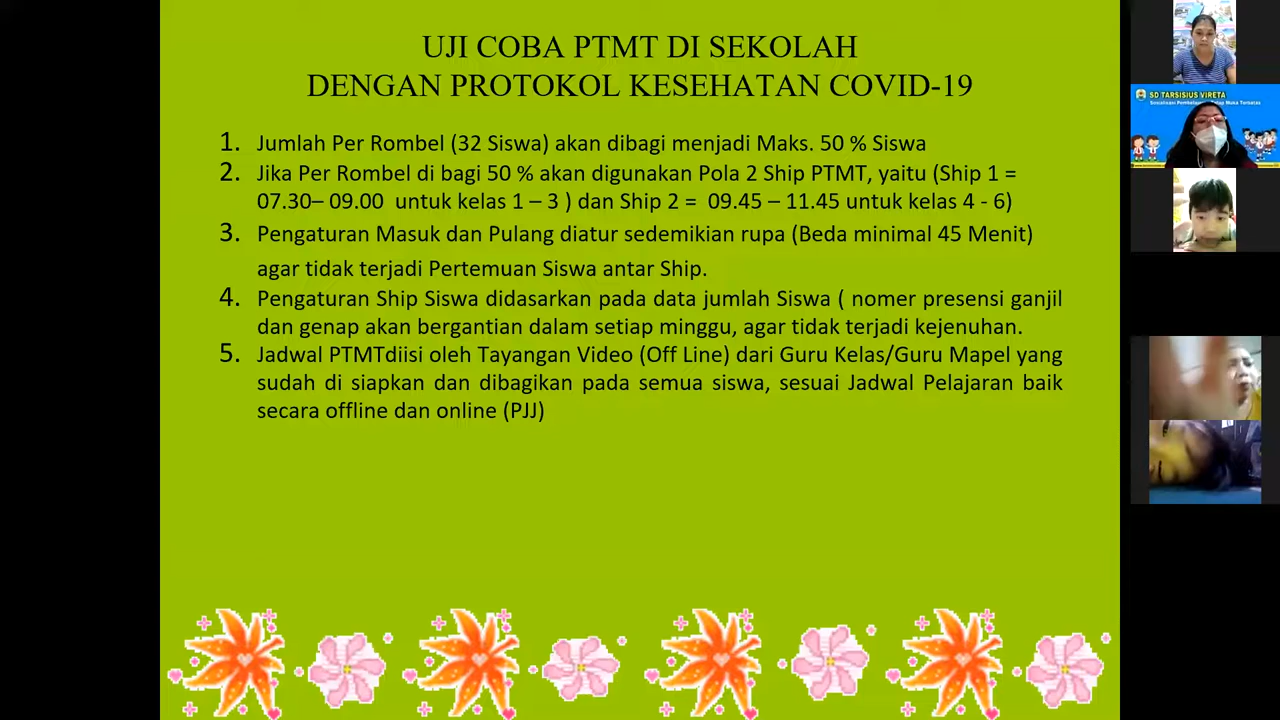 UJI COBA PTMT DI SEKOLAH
DENGAN PROTOKOL KESEHATAN COVID-19
1. Jumlah Per Rombel (32 Siswa) akan dibagi menjadi Maks. 50 % Siswa
2. Jika Per Rombel di bagi 50 % akan digunakan Pola 2 Ship PTMT, yaitu (Ship 1 =
07.30– 09.00 untuk kelas 1 – 3 ) dan Ship 2 = 09.45 – 11.45 untuk kelas 4 - 6)
3. Pengaturan Masuk dan Pulang diatur sedemikian rupa (Beda minimal 45 Menit)
agar tidak terjadi Pertemuan Siswa antar Ship.
4. Pengaturan Ship Siswa didasarkan pada data jumlah Siswa ( nomer presensi ganjil
dan genap akan bergantian dalam setiap minggu, agar tidak terjadi kejenuhan.
5. Jadwal PTMTdiisi oleh Tayangan Video (Off Line) dari Guru Kelas/Guru Mapel yang
sudah di siapkan dan dibagikan pada semua siswa, sesuai Jadwal Pelajaran baik
secara offline dan online (PJJ)
SD TARSISIUS VIRETA
Sosialisasi Muka Terbatas